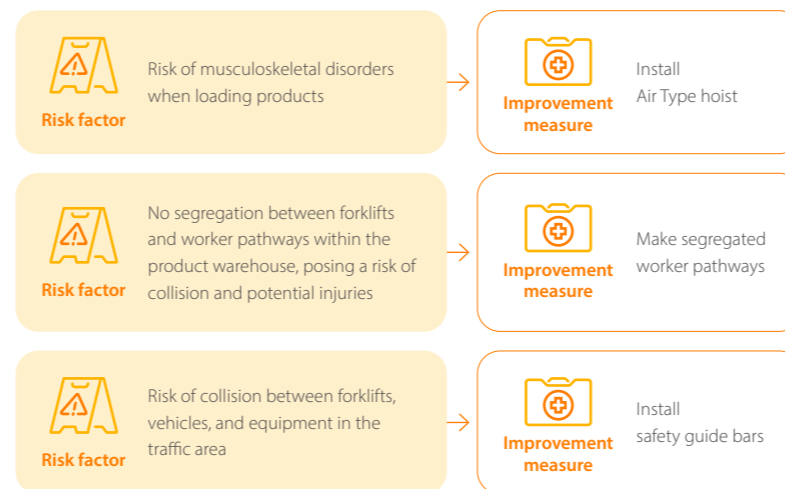 Risk factor
Risk of musculoskeletal disorders
when loading products
Improvement
measure
Install
Air Type hoist
Risk factor
No segregation between forklifts
and worker pathways within the
product warehouse, posing a risk of
collision and potential injuries
Improvement
measure
Make segregated
worker pathways
Risk factor
Risk of collision between forklifts,
vehicles, and equipment in the
traffic area
Improvement
measure
Install
safety guide bars